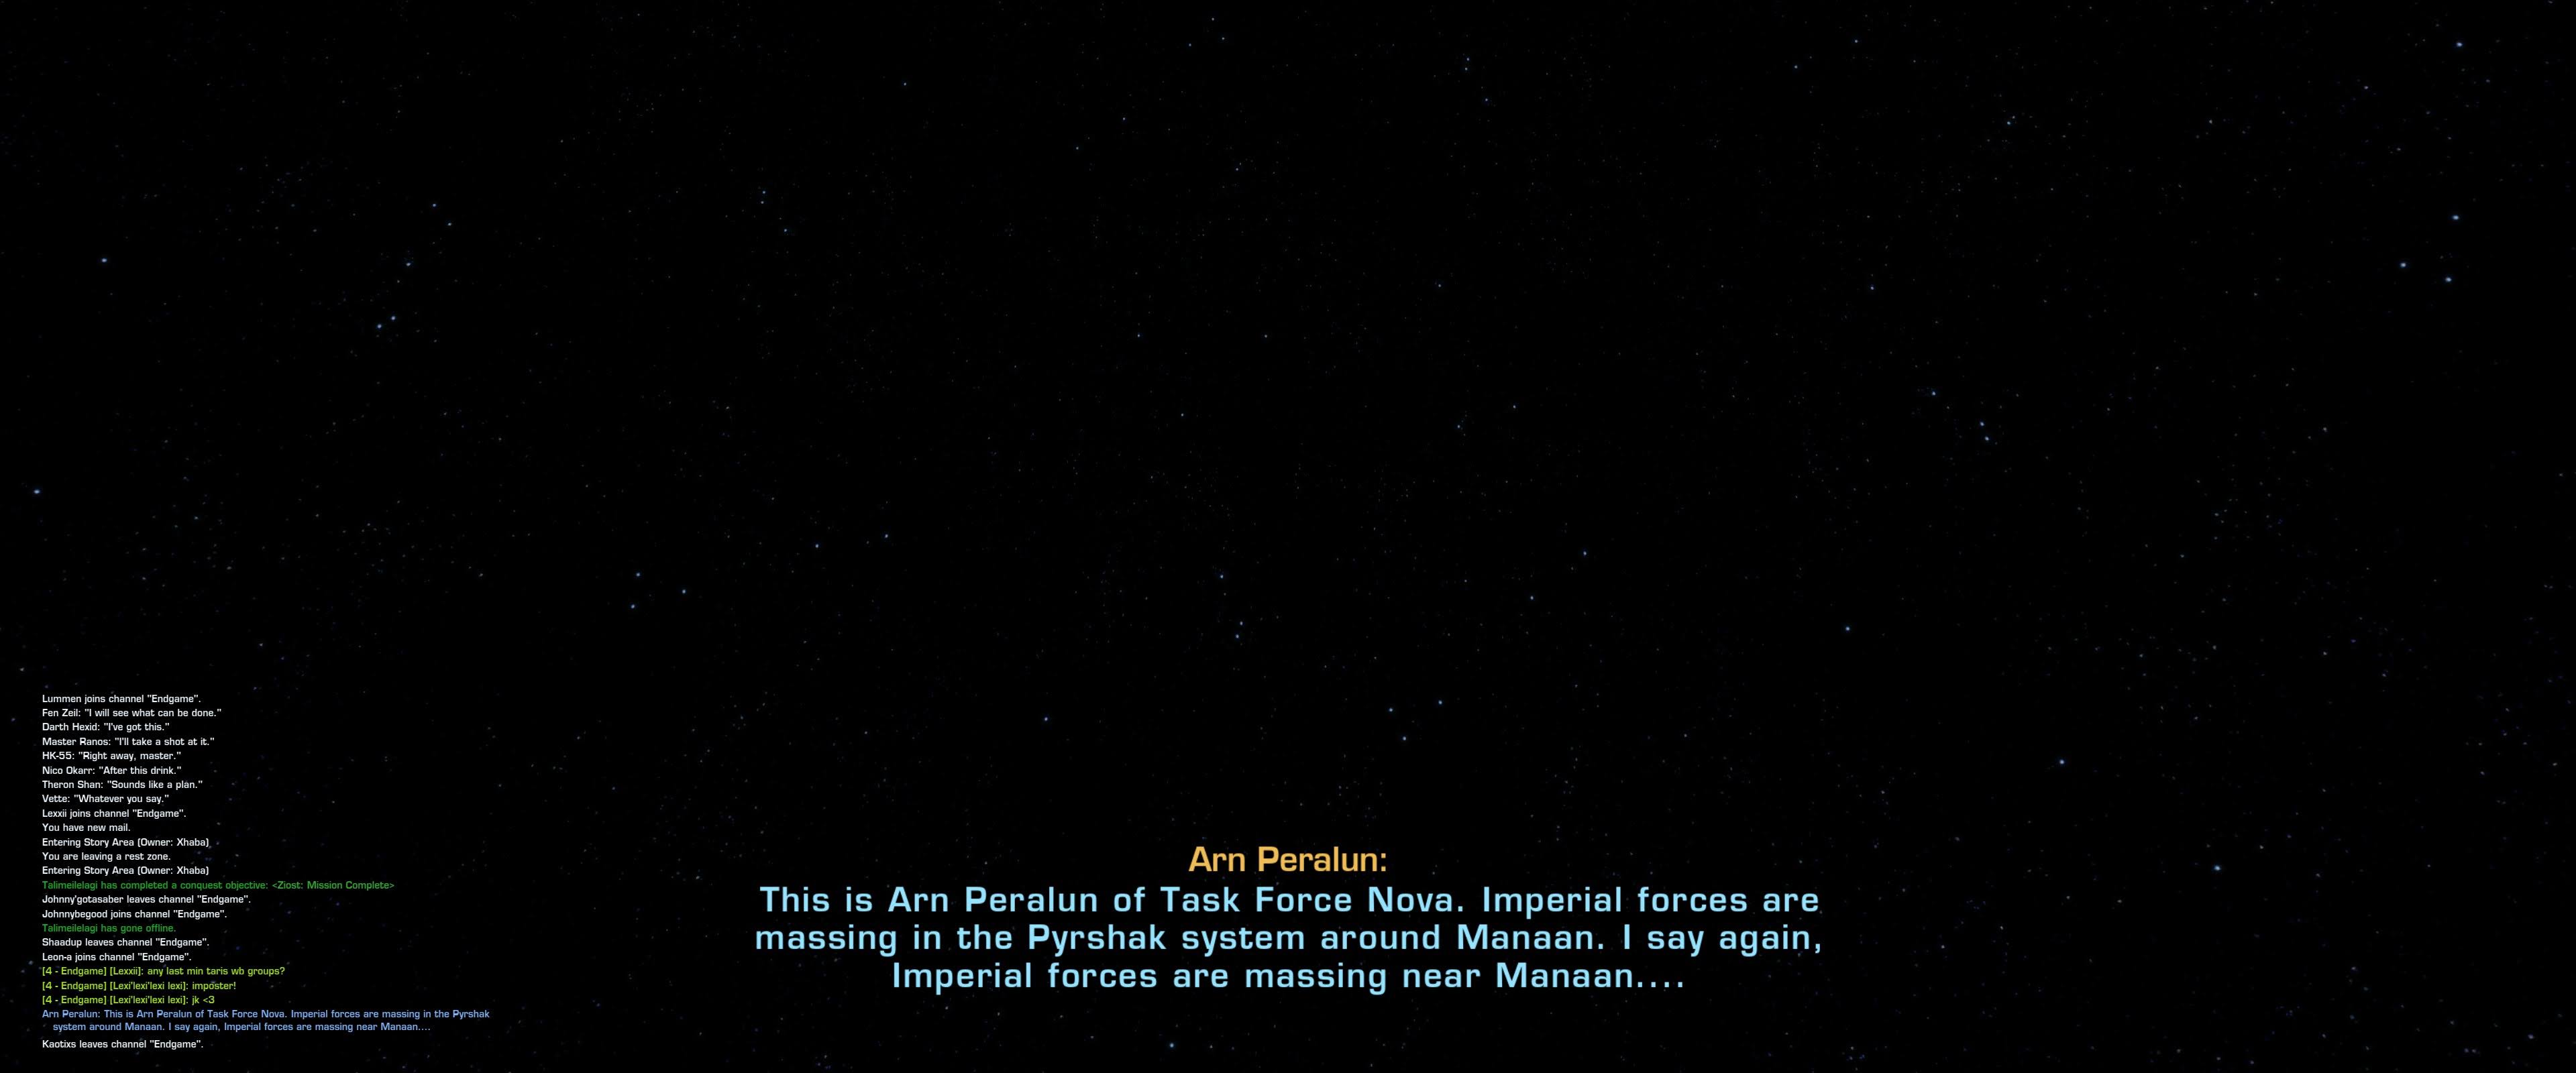 Lummen joins channel "Endgame".
Fen Zeil: "I will see what can be done."
Darth Hexid: "I've got this."
Master Ranos: "I'll take a shot at it."
HK-55: "Right away, master."
Nico Okarr: "After this drink."
Theron Shan: "Sounds like a plan."
Vette: "Whatever you say."
Lexxii joins channel "Endgame".
You have new mail.
Entering Story Area (Owner: Xhaba)
You are leaving a rest zone.
Entering Story Area (Owner: Xhaba)
Talimeilelagi has completed a conquest objective: <Ziost: Mission Complete>
Johnny'gotasaber leaves channel "Endgame".
Johnnybegood joins channel "Endgame".
Talimeilelagi has gone offline.
Shaadup leaves channel "Endgame".
Leon-a joins channel "Endgame".
[4 - Endgame] [Lexxii]: any last min taris wb groups?
[4 - Endgame] [Lexi'lexi'lexi lexi]: imposter!
[4 - Endgame] [Lexi'lexi'lexi lexi]: jk <3
Arn Peralun: This is Arn Peralun of Task Force Nova. Imperial forces are massing in the Pyrshak
system around Manaan. I say again, Imperial forces are massing near Manaan....
Kaotixs leaves channel "Endgame".
Arn Peralun:
This is Arn Peralun of Task Force Nova. Imperial forces are
massing in the Pyrshak system around Manaan. I say again,
Imperial forces are massing near Manaan....